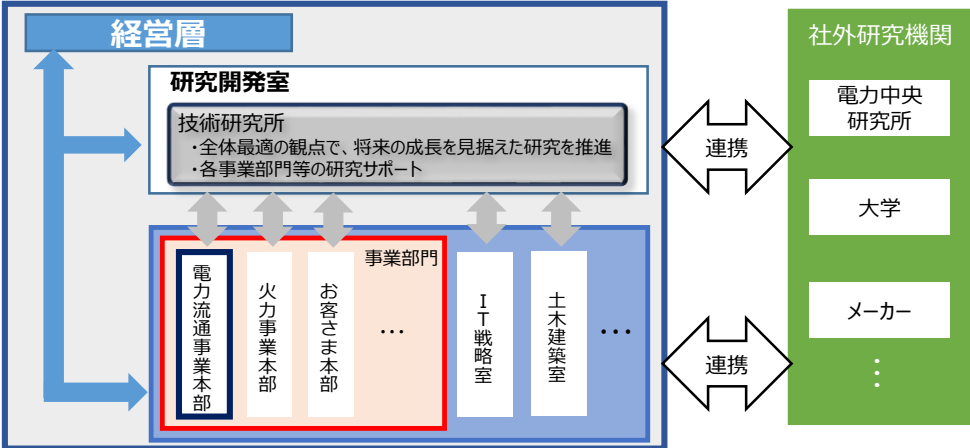 経営層
研究開発室
技術研究所
・全体最適の観点で、将来の成長を見据えた研究を推進
・各事業部門等の研究サポート
事業部門
電力流通事業本部
火力事業本部
お客さま本部
…
IT戦略室
土木建築室
…
連携
連携
社外研究機関
電力中央
研究所
大学
メーカー
⋮